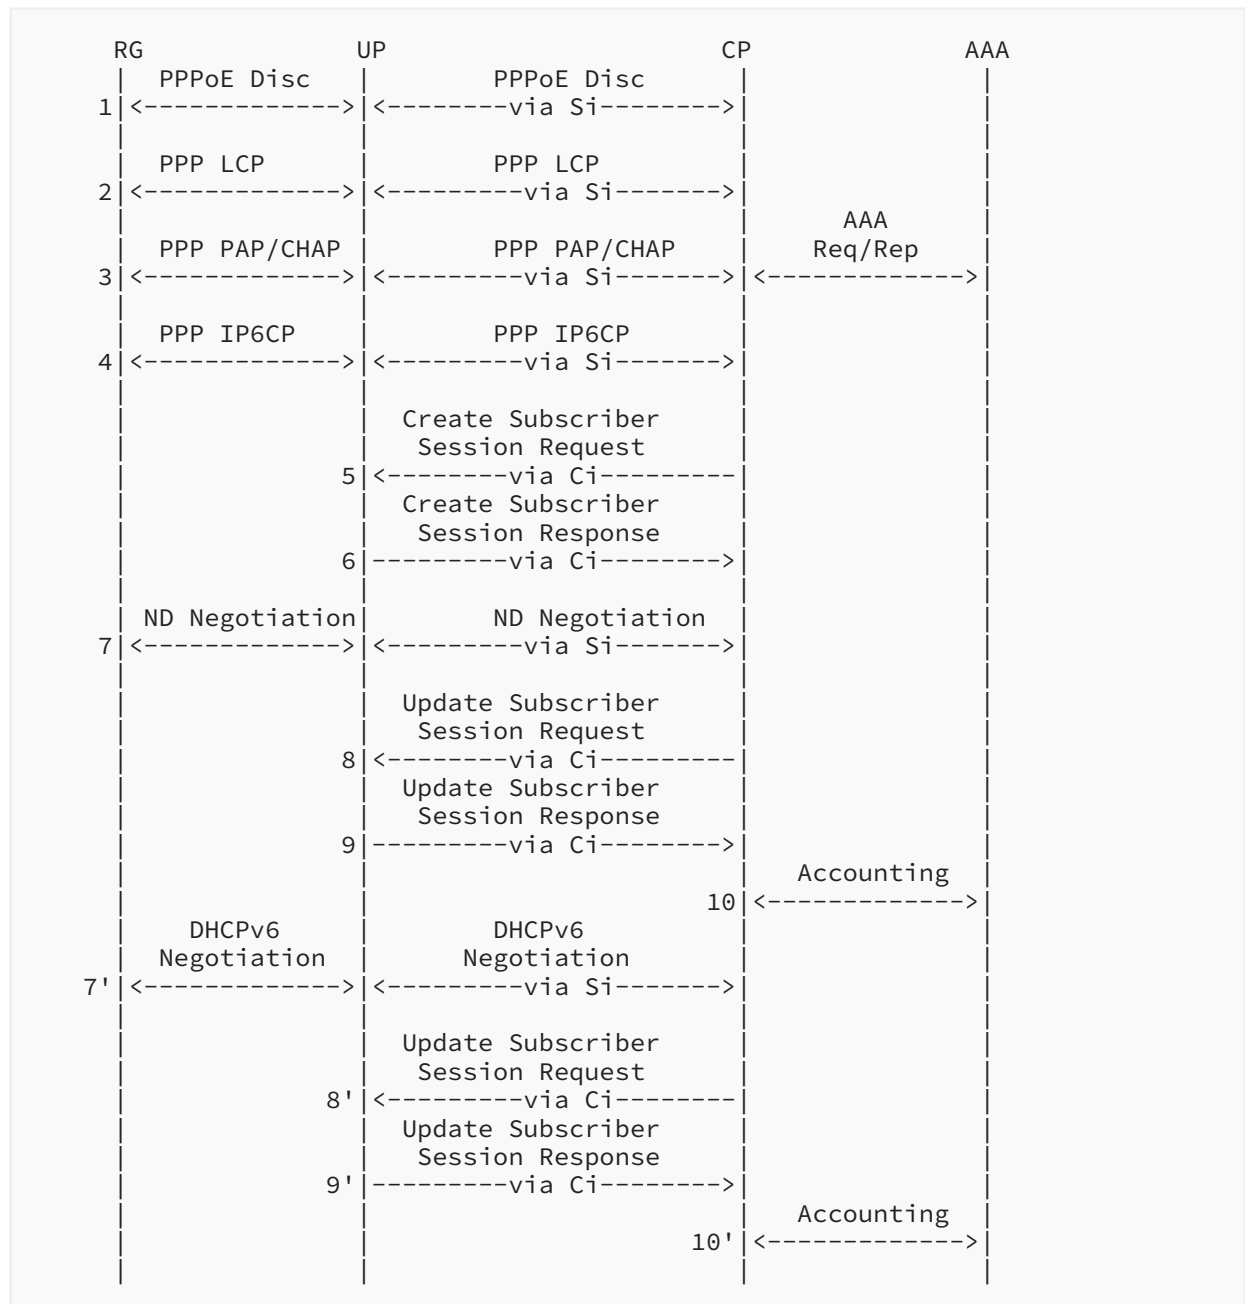 RG UP CP AAA
PPPoE Disc PPPoE Disc
1|<------------->|<--------via Si-------->|
PPP LCP PPP LCP
2|<------------->|<---------via Si------->|
AAA
PPP PAP/CHAP PPP PAP/CHAP Req/Rep
3|<------------->|<---------via Si------->|<------------->|
PPP IP6CP PPP IP6CP
4|<------------->|<---------via Si------->|
Create Subscriber
Session Request
5|<--------via Ci---------|
Create Subscriber
Session Response
6|---------via Ci-------->|
ND Negotiation ND Negotiation
7|<------------->|<---------via Si------->|
Update Subscriber
Session Request
8|<--------via Ci---------|
Update Subscriber
Session Response
9|---------via Ci-------->|
Accounting
10|<------------->|
DHCPv6 DHCPv6
Negotiation Negotiation
7'|<------------->|<---------via Si------->|
Update Subscriber
Session Request
8'|<---------via Ci--------|
Update Subscriber
Session Response
9'|---------via Ci-------->|
Accounting
10'|<------------->|